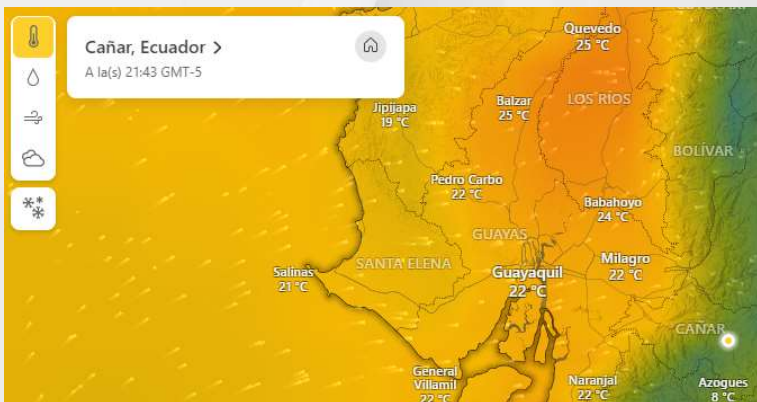 Cañar, Ecuador
A la(s) 21:43 GMT-5
Quevedo
25 °C
Jipijapa
19 °C
Balzar
25 °C
LOS RÍOS
BOLÍVAR
Pedro Carbo
22 °C
Babahoyo
24 °C
GUAYAS
SANTA ELENA
Salinas
21 °C
Guayaquil
22 °C
Milagro
22 °C
CAÑAR
General
Villamil
22 °C
Naranjal
22 °C
Azogues
8 °C